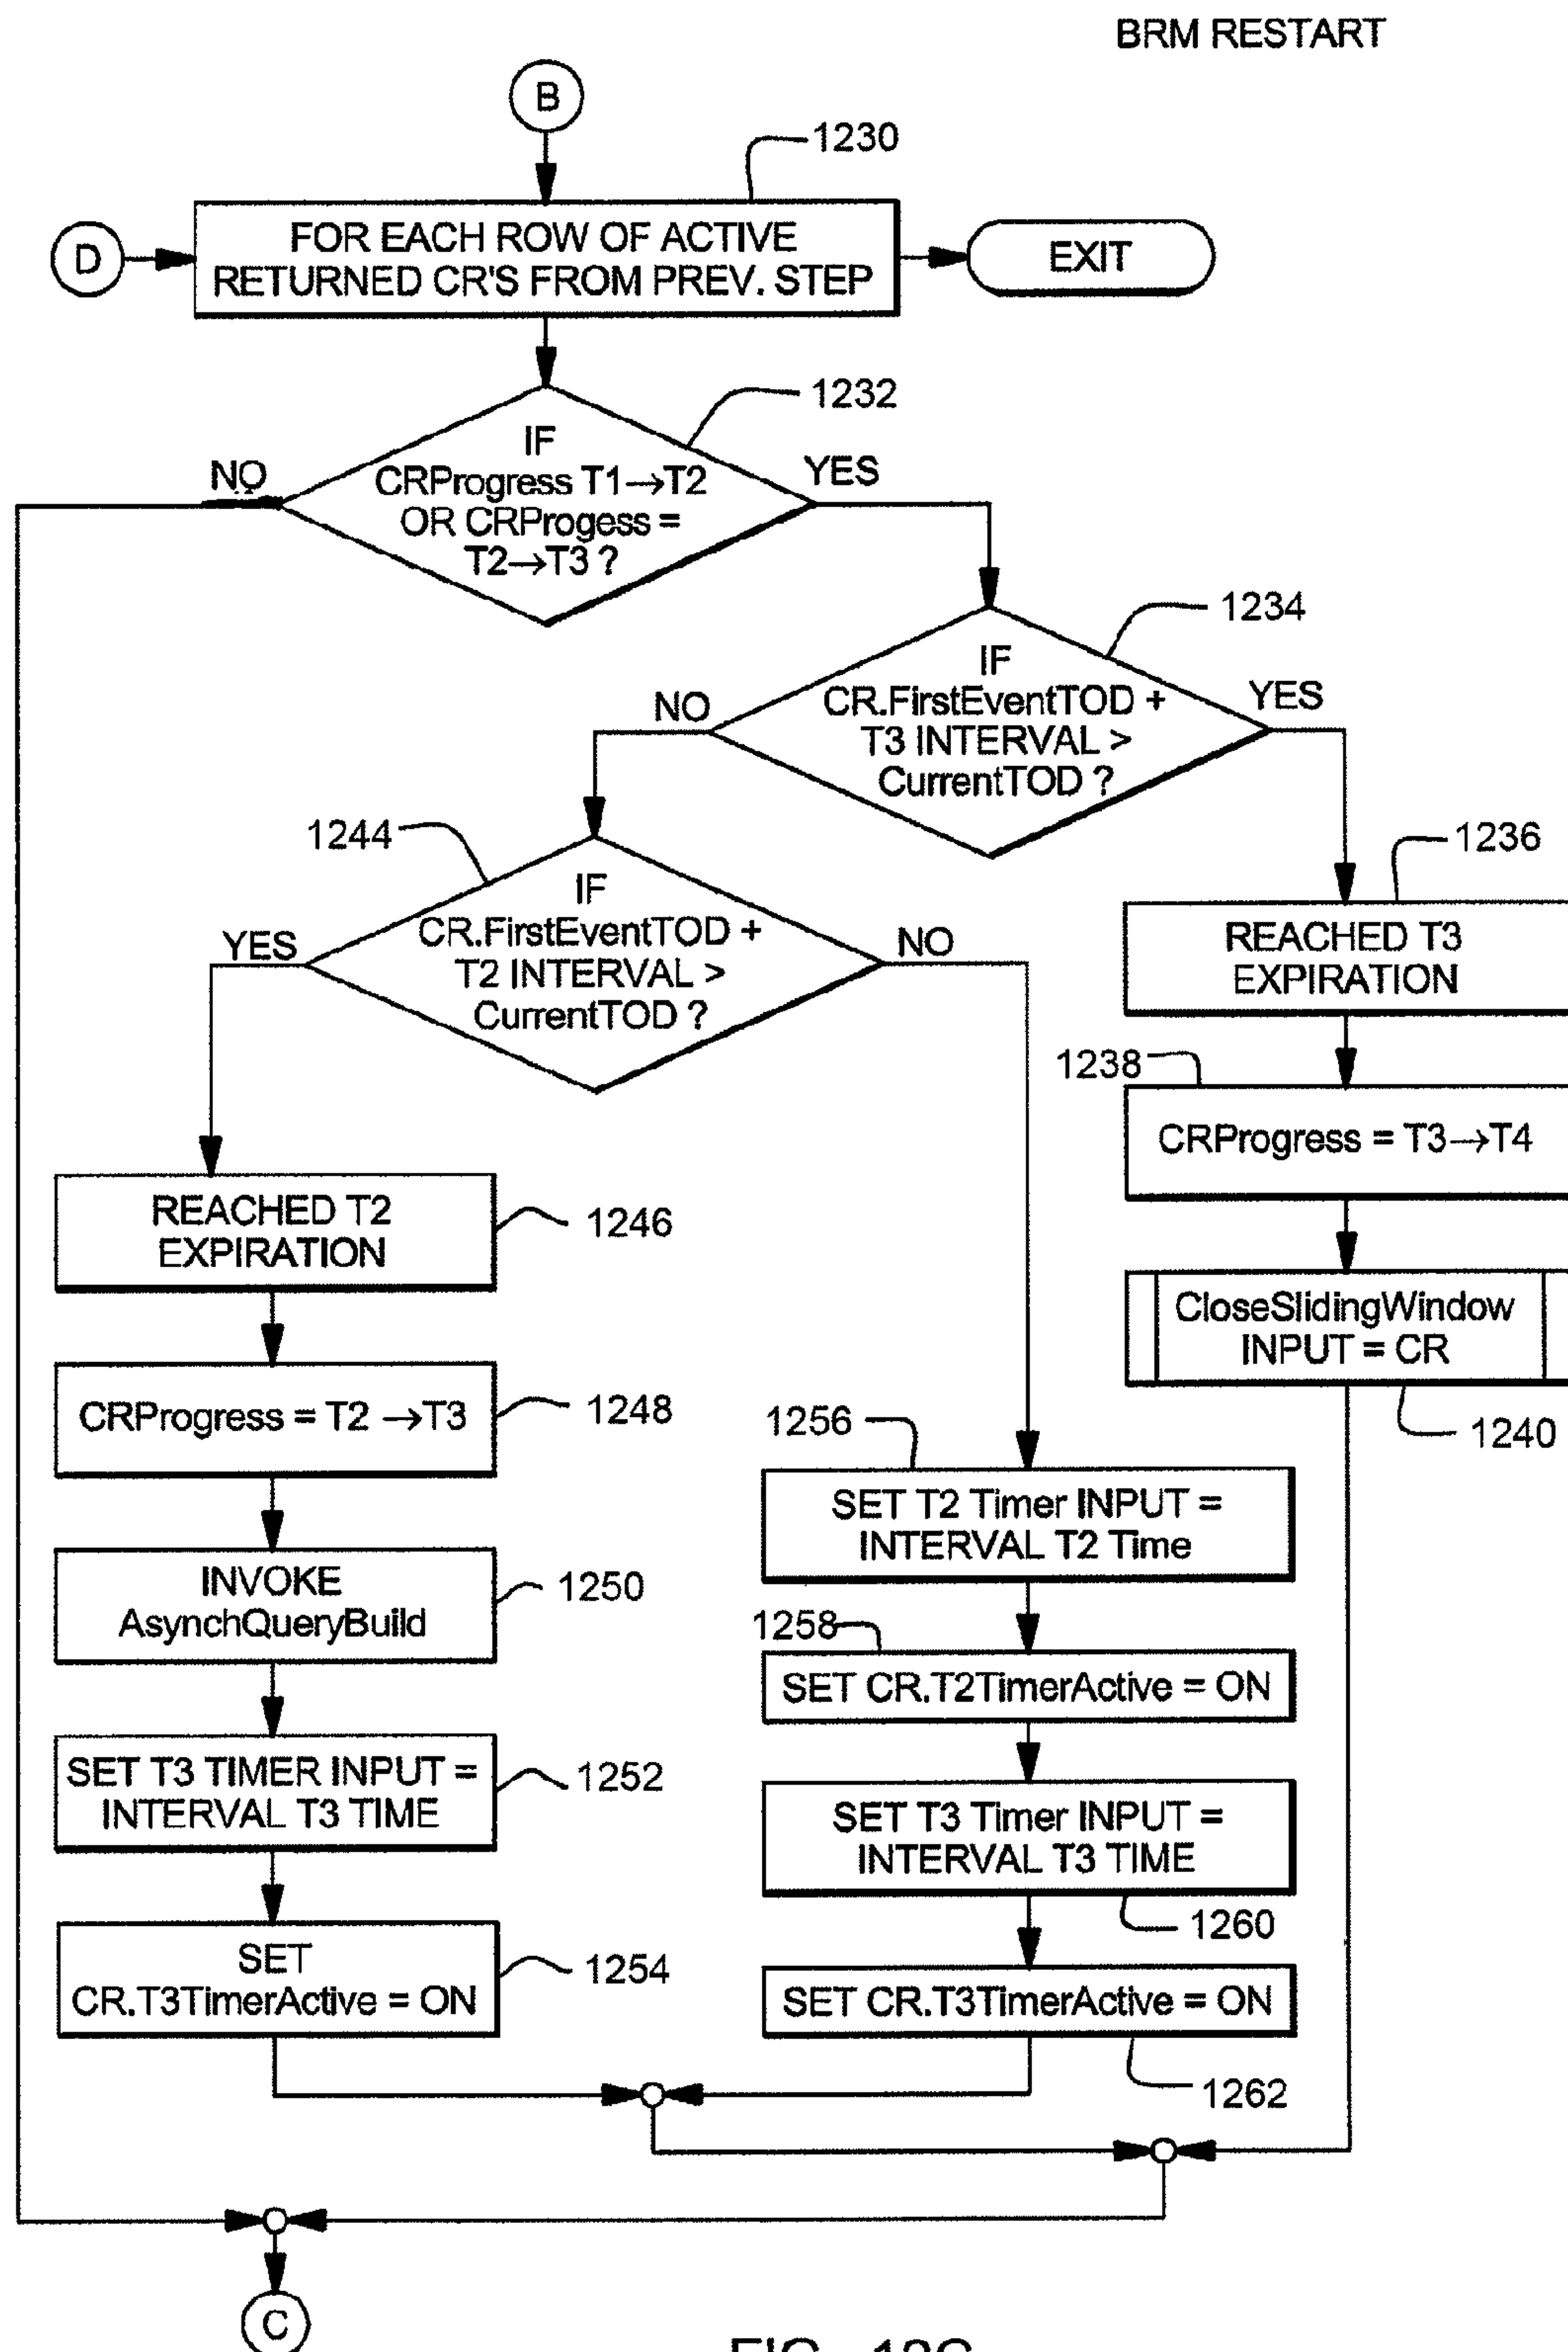 BRM RESTART
B
1230
D
FOR EACH ROW OF ACTIVE
RETURNED CR'S FROM PREV. STEP
EXIT
1232
IF
CRProgress T1→T2
OR CRProgess =
T2→T3 ?
NO
YES
1234
IF
CR.FirstEventTOD +
T3 INTERVAL >
CurrentTOD ?
NO
YES
1244
IF
CR.FirstEventTOD +
T2 INTERVAL >
CurrentTOD ?
YES
NO
1236
REACHED T3
EXPIRATION
1238
CRProgress = T3→T4
CloseSlidingWindow
INPUT = CR
1240
REACHED T2
EXPIRATION
1246
CRProgress = T2 →T3
1248
INVOKE
AsynchQueryBuild
1250
SET T3 TIMER INPUT =
INTERVAL T3 TIME
1252
SET
CR.T3TimerActive = ON
1254
1256
SET T2 Timer INPUT =
INTERVAL T2 Time
1258
SET CR.T2TimerActive = ON
SET T3 Timer INPUT =
INTERVAL T3 TIME
1260
SET CR.T3TimerActive = ON
1262
C